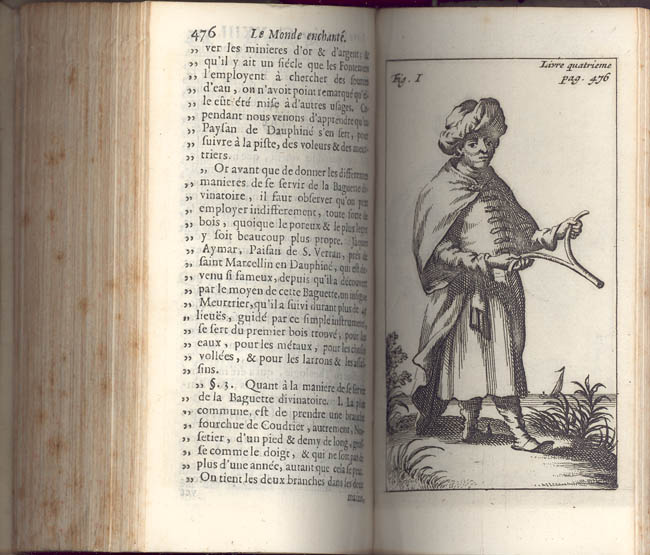 476 Le Monde enchanté.
„ ver les minieres d'or & d'argent; &
„ qu'il y ait un siécle que les
„ l'employent à chercher des sources
„ d'eau, on n'avoit point remarqué
„ le eût été mise à d'autres usages. Ce
„ pendant nous venons d'apprendre qu'un
„ Paysan de Dauphiné s'en sert, pour
„ suivre à la piste, des voleurs & des meur
„ triers.
„ Or avant que de donner les differentes
„ manieres de se servir de la Baguette di
„ vinatoire, il faut observer qu'on peut
„ employer indifferement, toute sorte de
„ bois, quoique le poreux & le plus leger
„ y soit beaucoup plus propre. Jaques
„ Aymar, Païsan de S. Verran, prés de
„ saint Marcellin en Dauphiné, qui est de
„ venu si fameux, depuis qu'il a découvert
„ par le moyen de cette Baguette, un insigne
„ Meurtrier, qu'il a suivi durant plus de 45
„ lieuës, guidé par ce simple instrument,
„ se sert du premier bois trouvé, pour les
„ eaux, pour les métaux, pour les choses
„ vollées, & pour les larrons & les assas
„ sins.
„ §. 3. Quant à la maniere de se servir
„ de la Baguette divinatoire. I. La plus
„ commune, est de prendre une branche
„ fourchue de Coudrier, autrement, Noi
„ setier, d'un pied & demy de long, gros
„ se comme le doigt, & qui ne soit pas de
„ plus d'une année, autant que cela se peut.
„ On tient les deux branches dans les deux
mains,
Livre quatrieme
Fig. I pag. 476